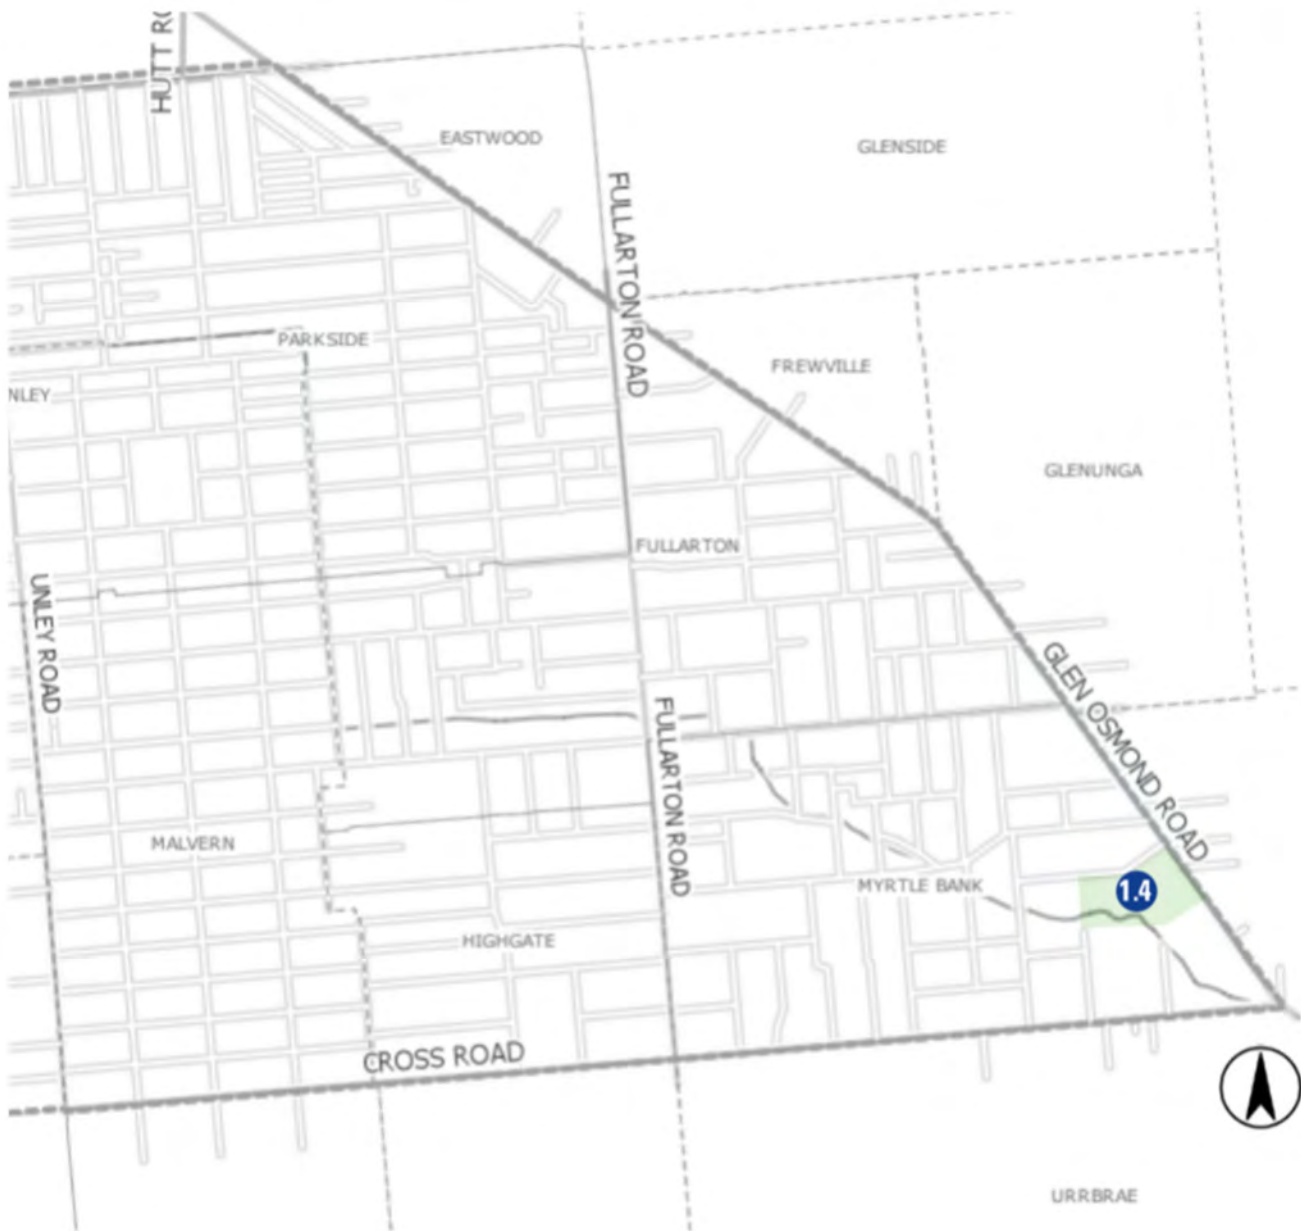 HUTT RO
EASTWOOD
GLENSIDE
FULLARTON ROAD
PARKSIDE
FREWVILLE
NLEY
GLENUNGA
FULLARTON
UNLEY ROAD
GLEN OSMOND ROAD
FULLARTON ROAD
MALVERN
MYRTLE BANK
1.4
HIGHGATE
CROSS ROAD
URRBRAE